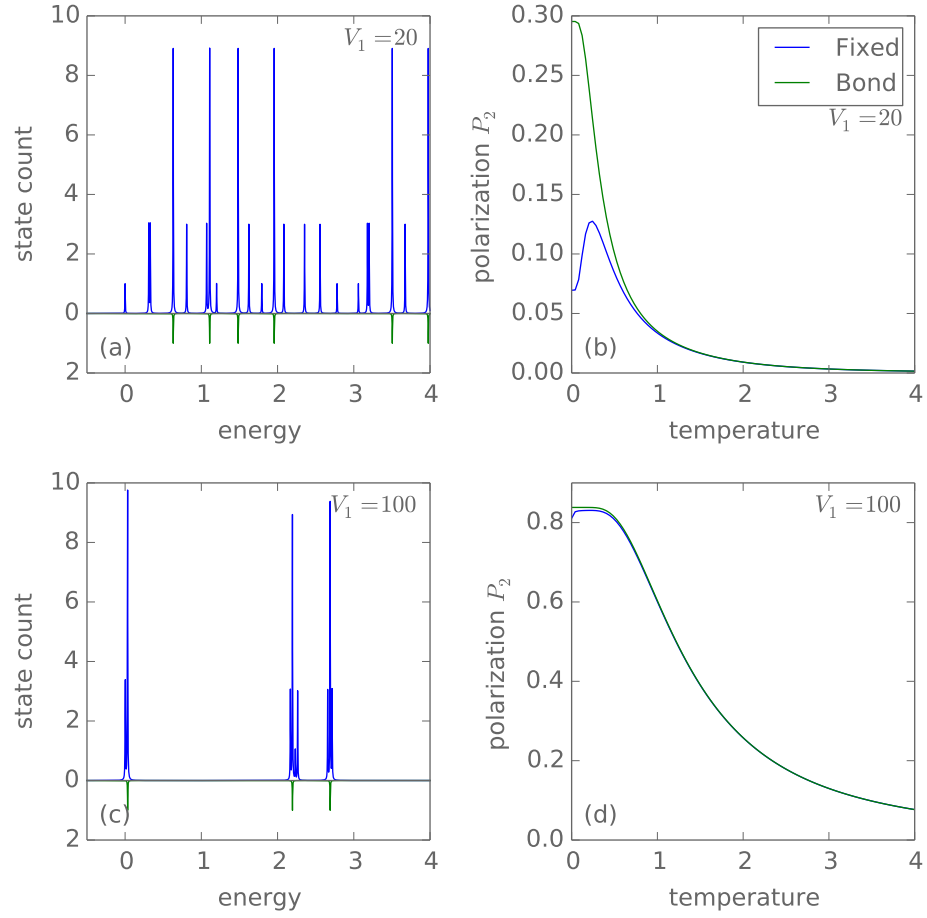 10
8
6
4
2
0
2
state count
V₁ =20
(a)
0 1 2 3 4
energy
0.30
0.25
0.20
0.15
0.10
0.05
0.00
polarization P₂
Fixed
Bond
V₁ =20
(b)
0 1 2 3 4
temperature
10
8
6
4
2
0
2
state count
V₁ =100
(c)
0 1 2 3 4
energy
0.8
0.6
0.4
0.2
0.0
polarization P₂
V₁ =100
(d)
0 1 2 3 4
temperature